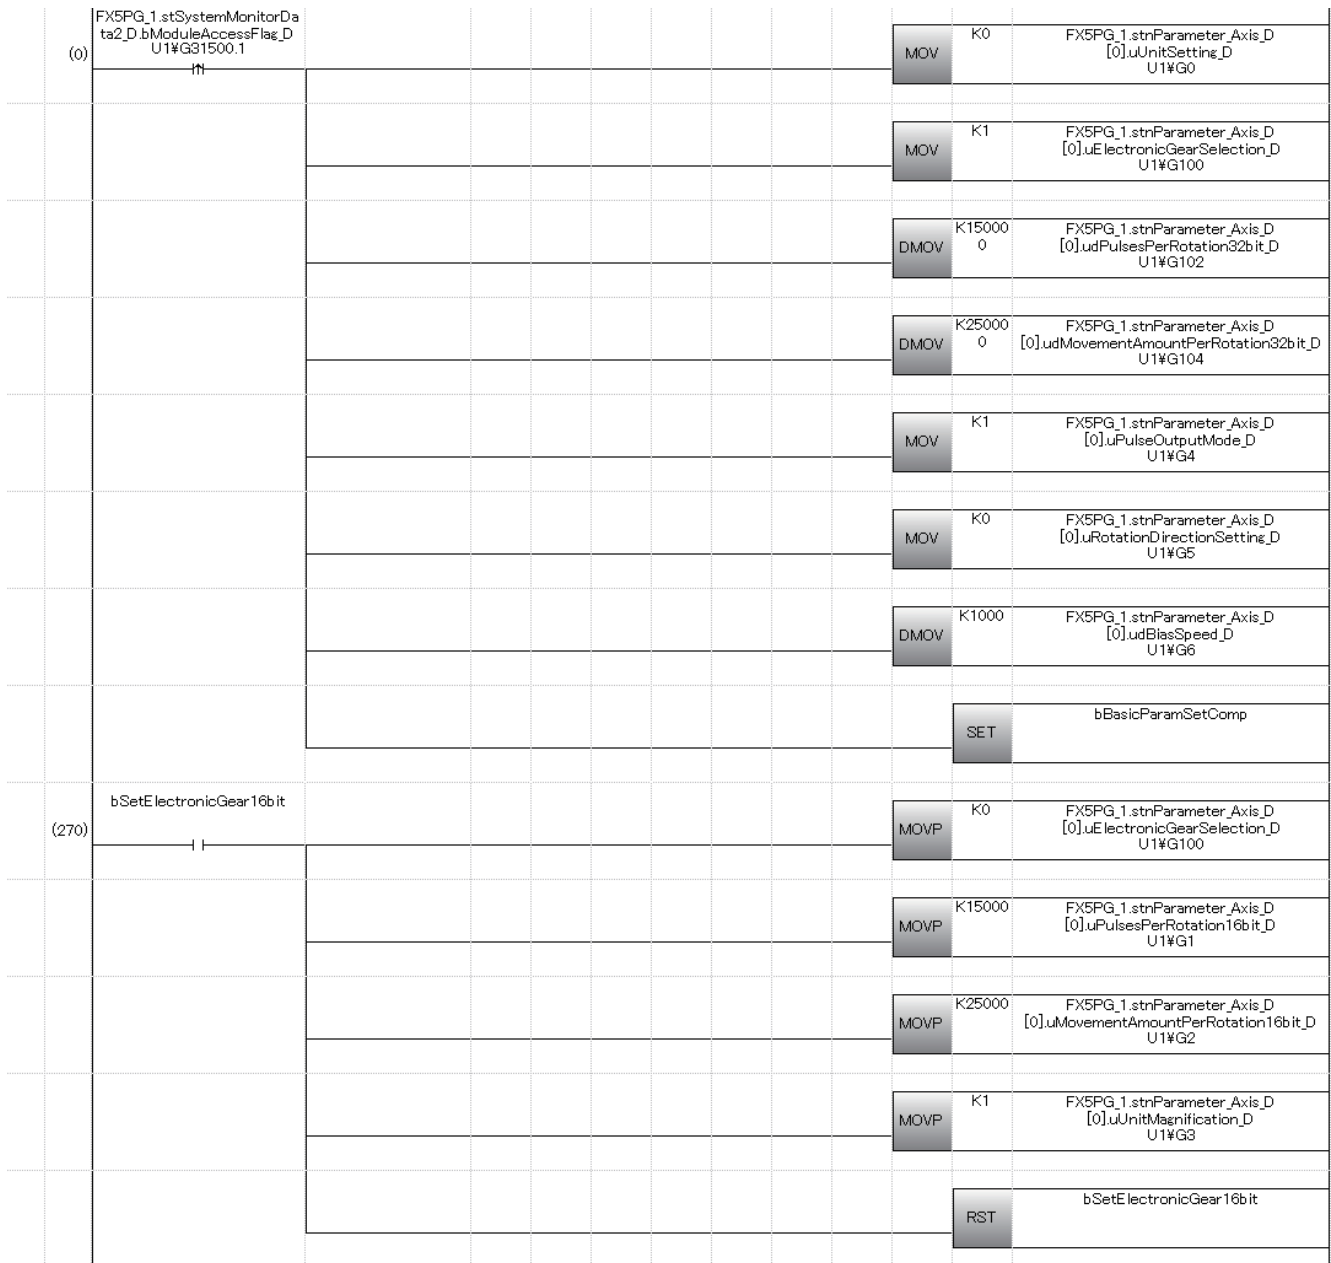 FX5PG_1.stSystemMonitorDa
ta2_D.bModuleAccessFlag_D
U1¥G31500.1
(0)
MOV
K0
FX5PG_1.stnParameter_Axis_D
[0].uUnitSetting_D
U1¥G0
MOV
K1
FX5PG_1.stnParameter_Axis_D
[0].uElectronicGearSelection_D
U1¥G100
DMOV
K15000
0
FX5PG_1.stnParameter_Axis_D
[0].udPulsesPerRotation32bit_D
U1¥G102
DMOV
K25000
0
FX5PG_1.stnParameter_Axis_D
[0].udMovementAmountPerRotation32bit_D
U1¥G104
MOV
K1
FX5PG_1.stnParameter_Axis_D
[0].uPulseOutputMode_D
U1¥G4
MOV
K0
FX5PG_1.stnParameter_Axis_D
[0].uRotationDirectionSetting_D
U1¥G5
DMOV
K1000
FX5PG_1.stnParameter_Axis_D
[0].udBiasSpeed_D
U1¥G6
SET
bBasicParamSetComp
bSetElectronicGear16bit
(270)
MOVP
K0
FX5PG_1.stnParameter_Axis_D
[0].uElectronicGearSelection_D
U1¥G100
MOVP
K15000
FX5PG_1.stnParameter_Axis_D
[0].uPulsesPerRotation16bit_D
U1¥G1
MOVP
K25000
FX5PG_1.stnParameter_Axis_D
[0].uMovementAmountPerRotation16bit_D
U1¥G2
MOVP
K1
FX5PG_1.stnParameter_Axis_D
[0].uUnitMagnification_D
U1¥G3
RST
bSetElectronicGear16bit